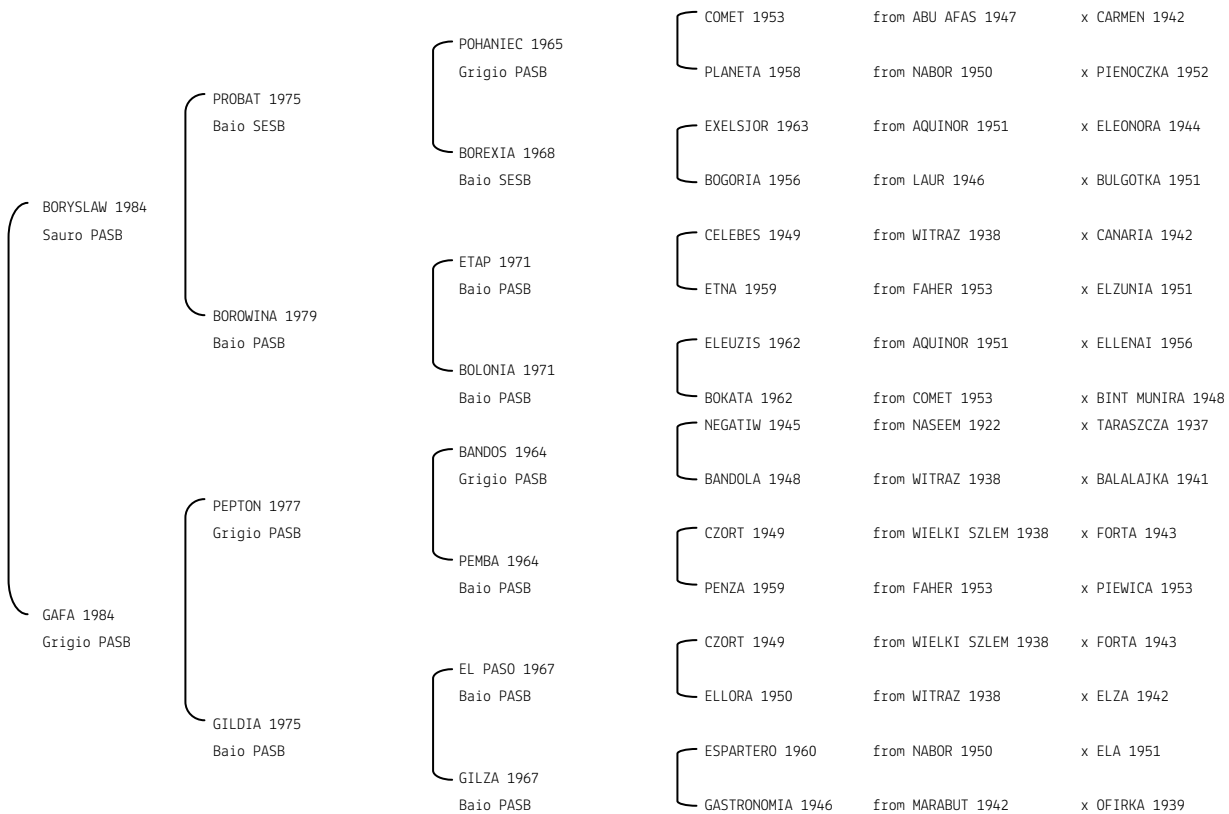 COMET 1953 from ABU AFAS 1947 x CARMEN 1942
POHANIEC 1965
Grigio PASB
PLANETA 1958 from NABOR 1950 x PIENOCZKA 1952
PROBAT 1975
Baio SESB
EXELSJOR 1963 from AQUINOR 1951 x ELEONORA 1944
BOREXIA 1968
Baio SESB
BOGORIA 1956 from LAUR 1946 x BULGOTKA 1951
BORYSLAW 1984
Sauro PASB
CELEBES 1949 from WITRAZ 1938 x CANARIA 1942
ETAP 1971
Baio PASB
ETNA 1959 from FAHER 1953 x ELZUNIA 1951
BOROWINA 1979
Baio PASB
ELEUZIS 1962 from AQUINOR 1951 x ELLENAI 1956
BOLONIA 1971
Baio PASB
BOKATA 1962 from COMET 1953 x BINT MUNIRA 1948
NEGATIW 1945 from NASEEM 1922 x TARASZCZA 1937
BANDOS 1964
Grigio PASB
BANDOLA 1948 from WITRAZ 1938 x BALALAJKA 1941
PEPTON 1977
Grigio PASB
CZORT 1949 from WIELKI SZLEM 1938 x FORTA 1943
PEMBA 1964
Baio PASB
PENZA 1959 from FAHER 1953 x PIEWICA 1953
GAFA 1984
Grigio PASB
CZORT 1949 from WIELKI SZLEM 1938 x FORTA 1943
EL PASO 1967
Baio PASB
ELLORA 1950 from WITRAZ 1938 x ELZA 1942
GILDIA 1975
Baio PASB
ESPARTERO 1960 from NABOR 1950 x ELA 1951
GILZA 1967
Baio PASB
GASTRONOMIA 1946 from MARABUT 1942 x OFIRKA 1939